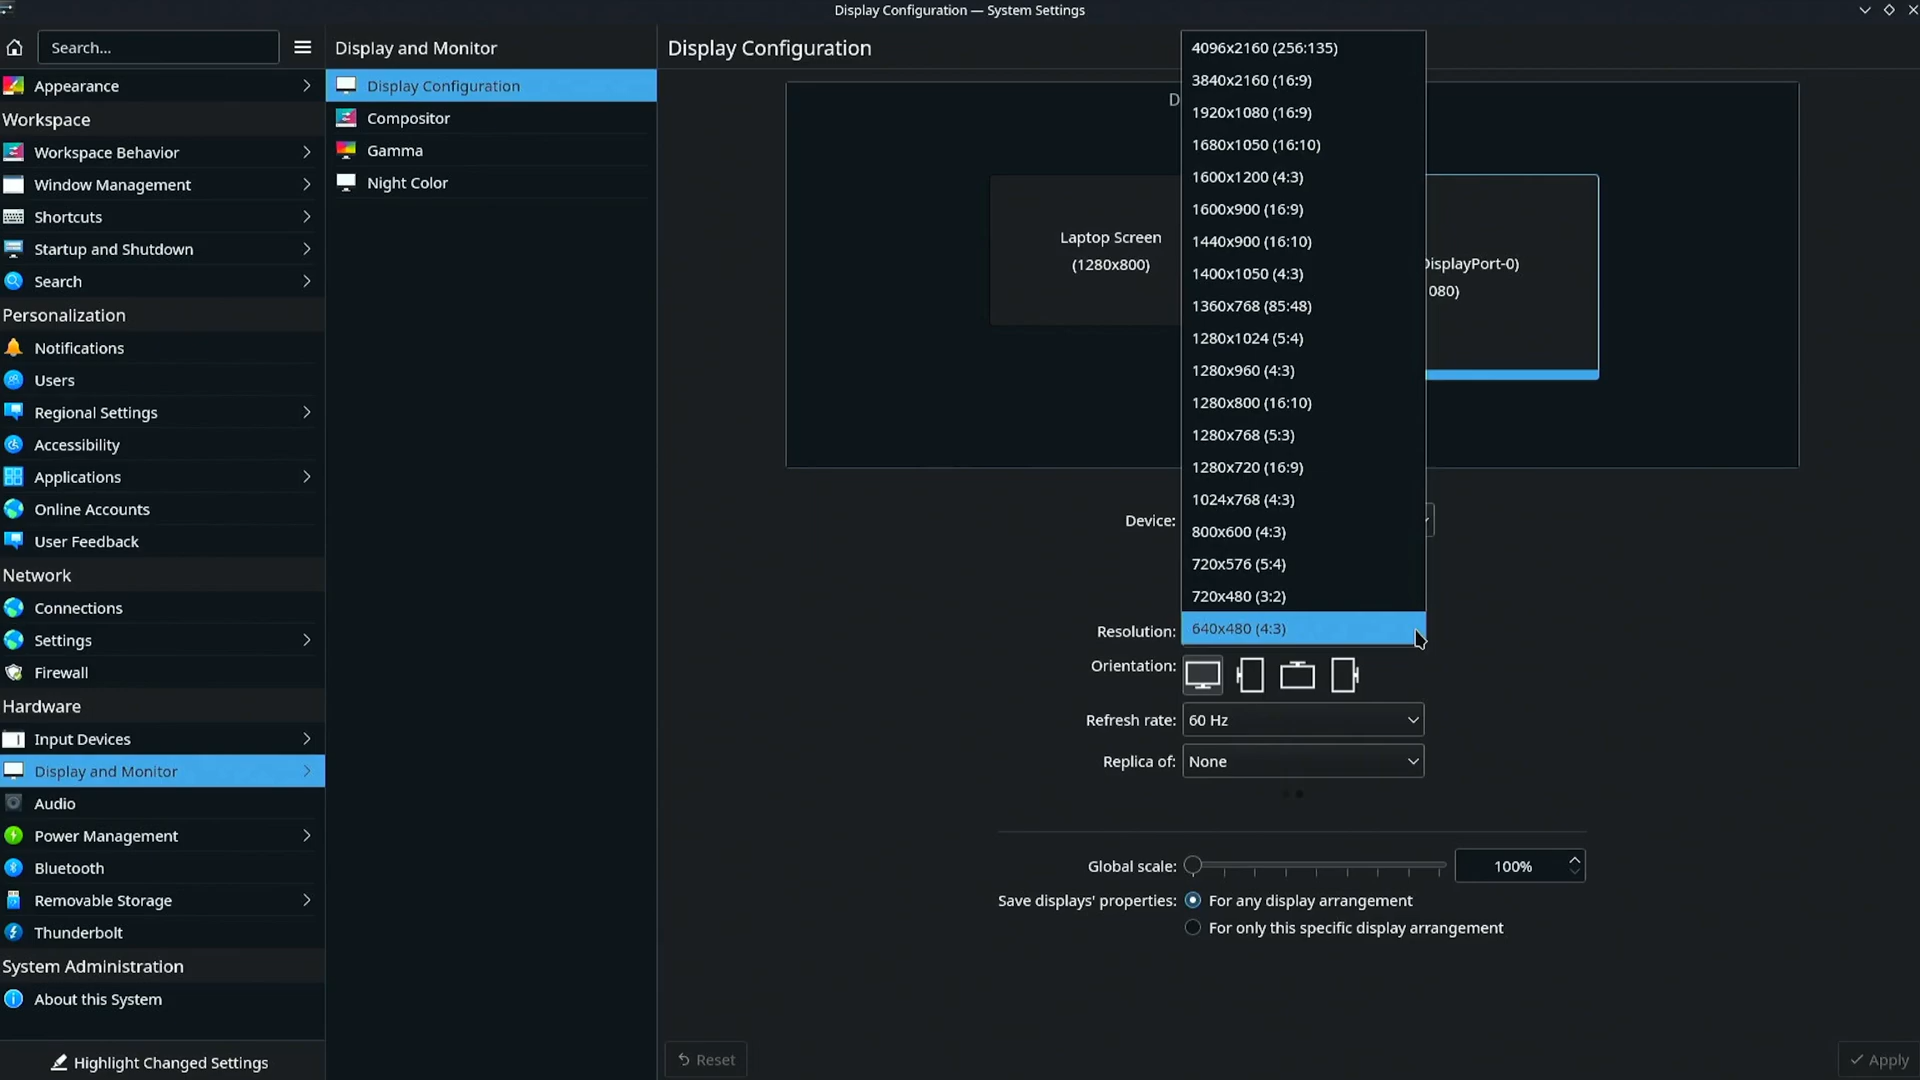 Display Configuration — System Settings
Search...
Appearance
Workspace
Workspace Behavior
Window Management
Shortcuts
Startup and Shutdown
Search
Personalization
Notifications
Users
Regional Settings
Accessibility
Applications
Online Accounts
User Feedback
Network
Connections
Settings
Firewall
Hardware
Input Devices
Display and Monitor
Audio
Power Management
Bluetooth
Removable Storage
Thunderbolt
System Administration
About this System
Highlight Changed Settings
Display and Monitor
Display Configuration
Compositor
Gamma
Night Color
Display Configuration
D
Laptop Screen
(1280x800)
DisplayPort-0)
080)
4096x2160 (256:135)
3840x2160 (16:9)
1920x1080 (16:9)
1680x1050 (16:10)
1600x1200 (4:3)
1600x900 (16:9)
1440x900 (16:10)
1400x1050 (4:3)
1360x768 (85:48)
1280x1024 (5:4)
1280x960 (4:3)
1280x800 (16:10)
1280x768 (5:3)
1280x720 (16:9)
1024x768 (4:3)
800x600 (4:3)
720x576 (5:4)
720x480 (3:2)
640x480 (4:3)
Device:
Resolution:
Orientation:
Refresh rate: 60 Hz
Replica of: None
Global scale: 100%
Save displays' properties: For any display arrangement
For only this specific display arrangement
Reset
Apply